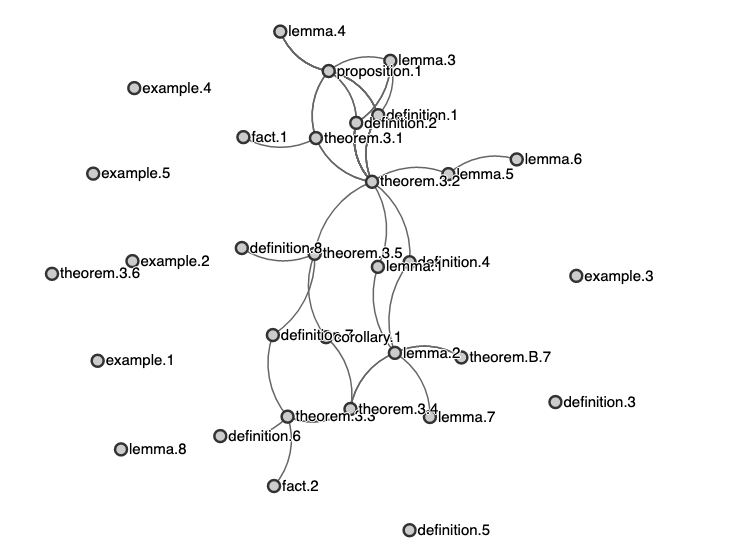 lemma.4
lemma.3
proposition.1
example.4
definition.1
definition.2
fact.1
theorem.3.1
lemma.6
example.5
lemma.5
theorem.3.2
definition.8
theorem.3.5
example.2
definition.4
lemma.1
theorem.3.6
example.3
definition.7
corollary.1
lemma.2
theorem.B.7
example.1
definition.3
theorem.3.4
theorem.3.3
lemma.7
definition.6
lemma.8
fact.2
definition.5